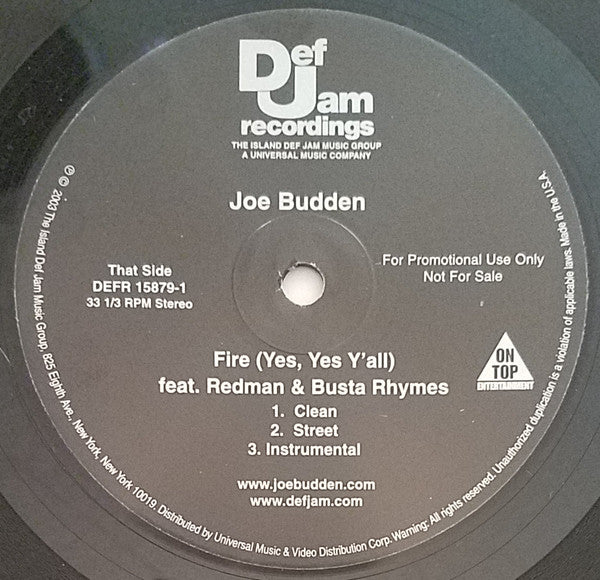 Def Jam
recordings
THE ISLAND DEF JAM MUSIC GROUP
A UNIVERSAL MUSIC COMPANY
Joe Budden
That Side
DEFR 15879-1
33 1/3 RPM Stereo
For Promotional Use Only
Not For Sale
Fire (Yes, Yes Y'all)
feat. Redman & Busta Rhymes
1. Clean
2. Street
3. Instrumental
ON
TOP
ENTERTAINMENT
www.joebudden.com
www.defjam.com
℗ © 2003 The Island Def Jam Music Group, 825 Eighth Ave., New York, New York 10019. Distributed by Universal Music & Video Distribution Corp. Warning: All rights reserved. Unauthorized duplication is a violation of applicable laws. Made in the U.S.A.